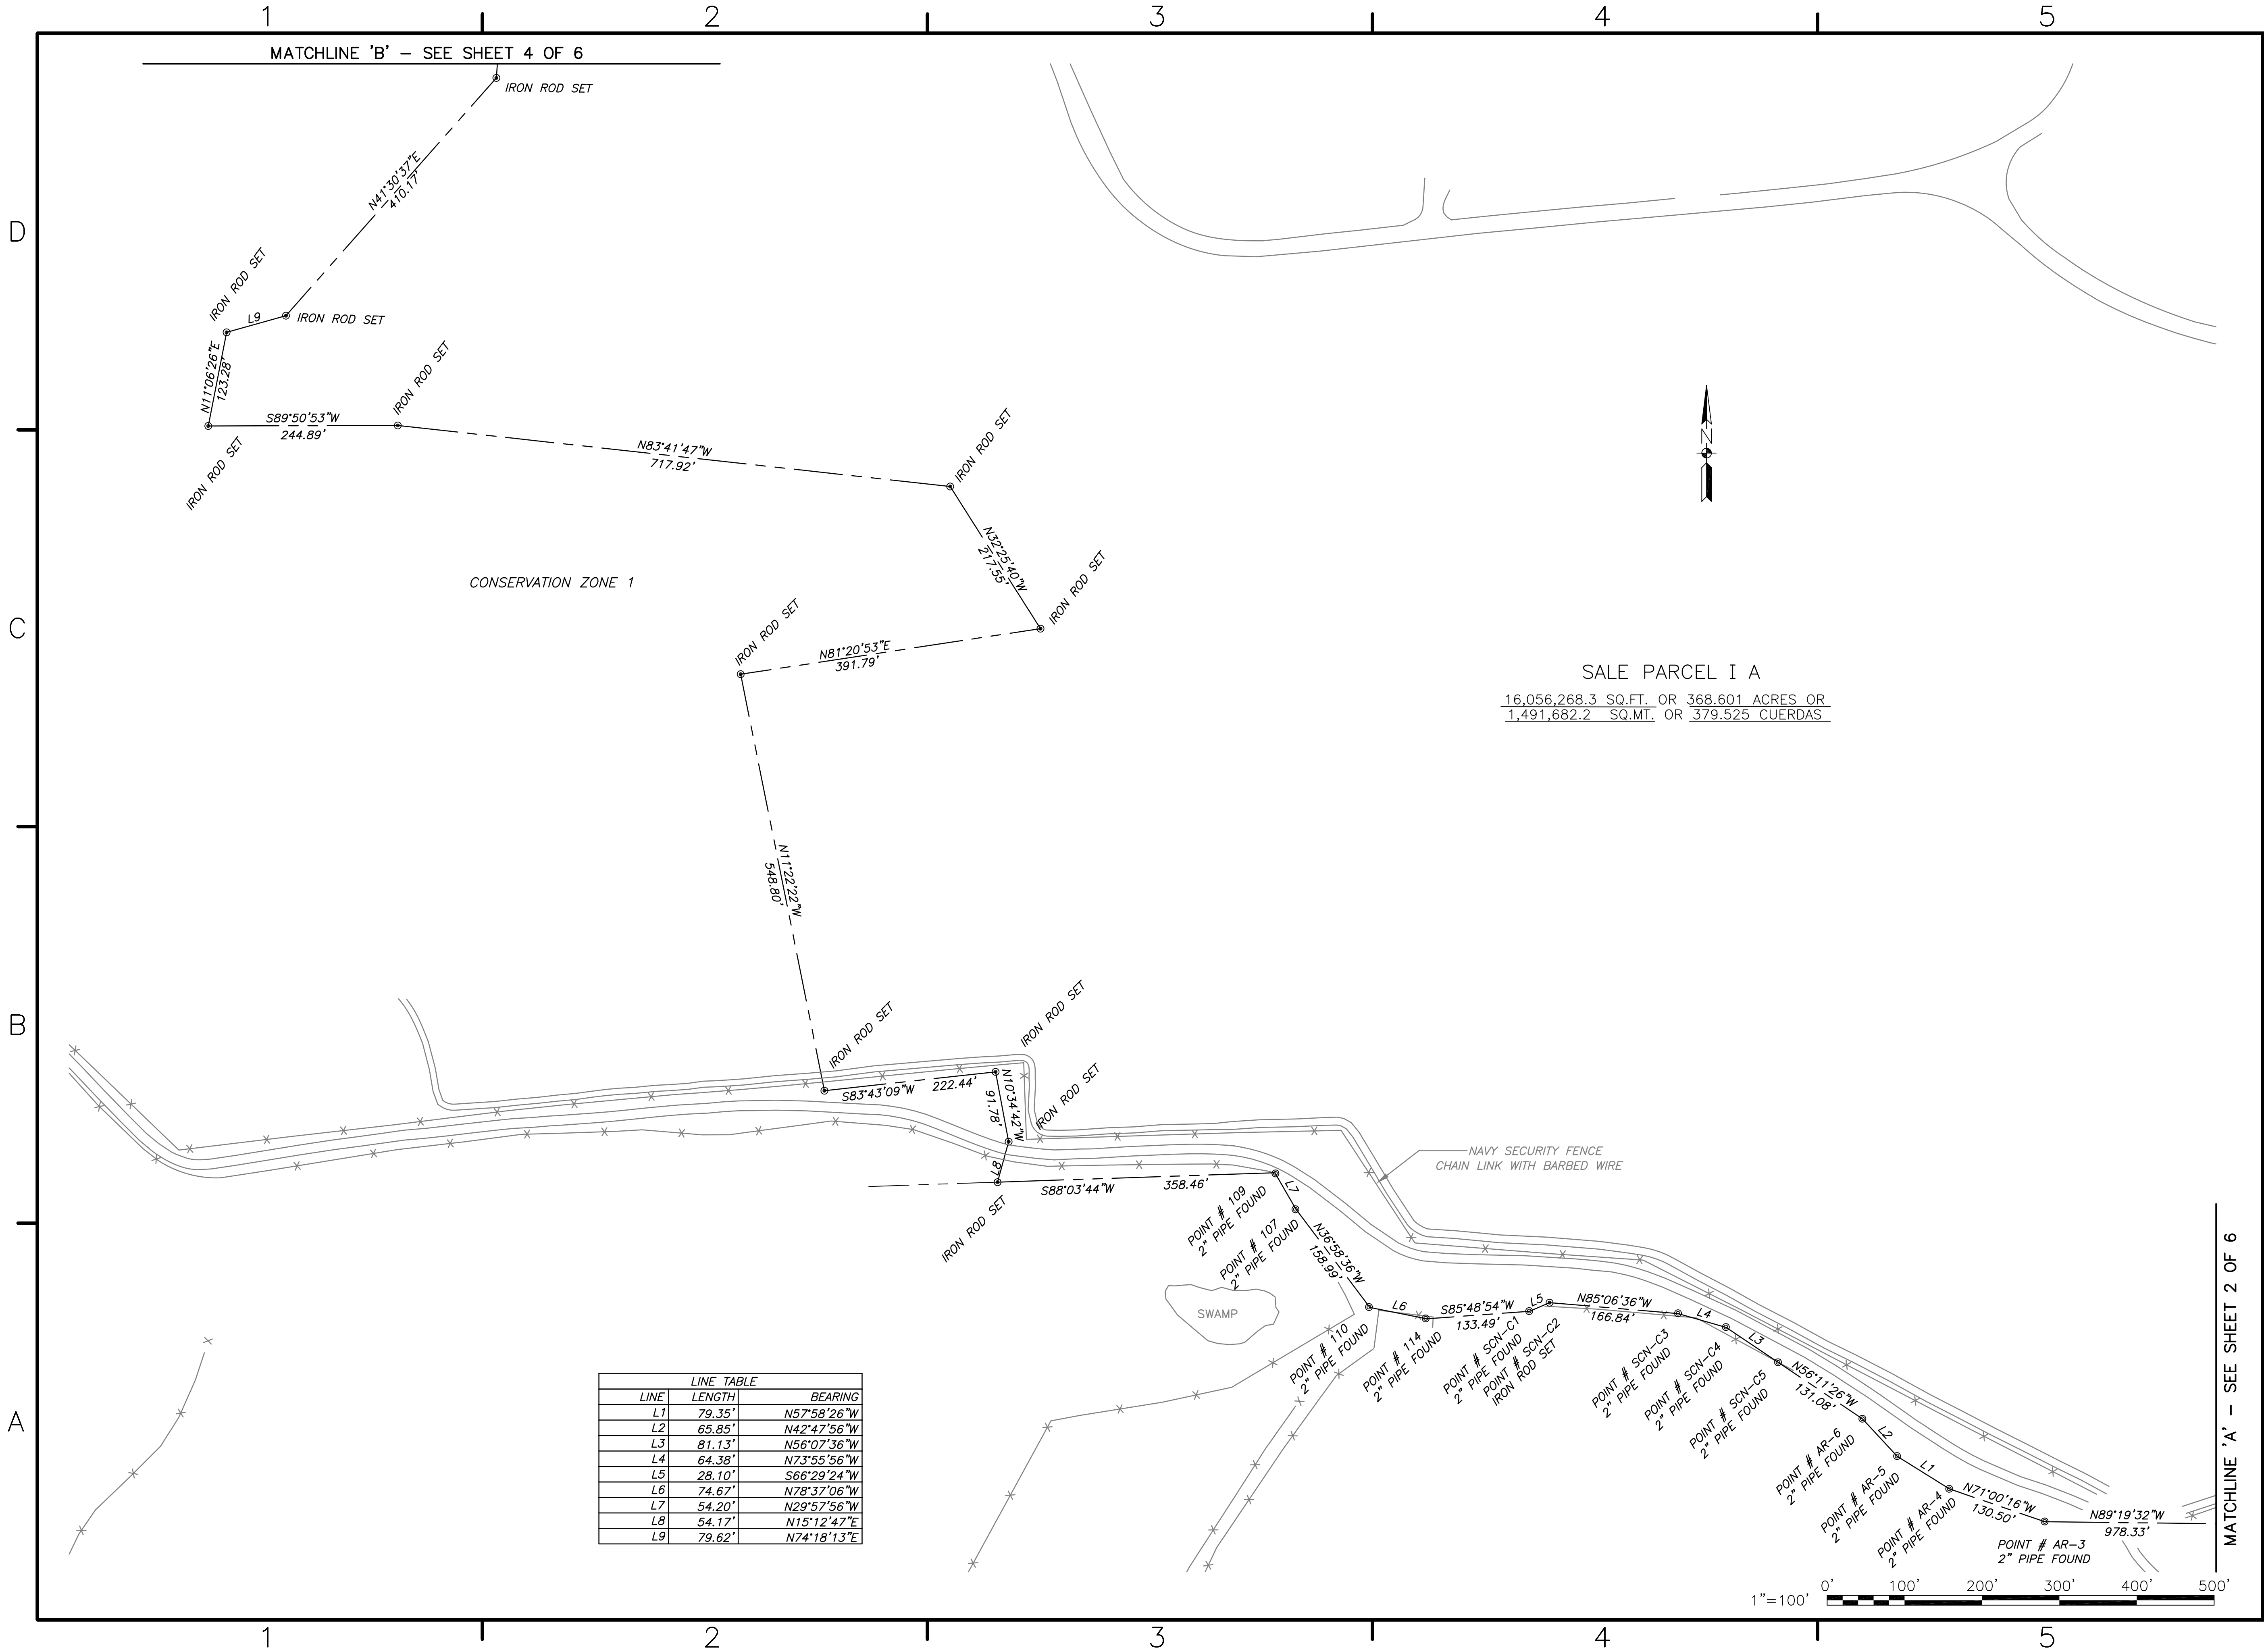 1
2
3
4
5
MATCHLINE 'B' – SEE SHEET 4 OF 6
IRON ROD SET
N41°30'37"E
410.17'
D
IRON ROD SET
L9
IRON ROD SET
N11°06'26"E
123.28'
IRON ROD SET
S89°50'53"W
244.89'
IRON ROD SET
N83°41'47"W
717.92'
IRON ROD SET
N
N32°25'40"W
217.55'
IRON ROD SET
CONSERVATION ZONE 1
C
IRON ROD SET
N81°20'53"E
391.79'
SALE PARCEL I A
16,056,268.3 SQ.FT. OR 368.601 ACRES OR
1,491,682.2 SQ.MT. OR 379.525 CUERDAS
N11°22'22"W
548.80'
B
IRON ROD SET
IRON ROD SET
S83°43'09"W 222.44'
N10°34'42"W
91.78'
IRON ROD SET
L8
NAVY SECURITY FENCE
CHAIN LINK WITH BARBED WIRE
S88°03'44"W 358.46'
IRON ROD SET
L7
POINT # 109
2" PIPE FOUND
POINT # 107
2" PIPE FOUND
N36°58'36"W
158.99'
SWAMP
L6
POINT # 110
2" PIPE FOUND
S85°48'54"W
133.49'
POINT # 114
2" PIPE FOUND
L5
POINT # SCN-C1
2" PIPE FOUND
POINT # SCN-C2
IRON ROD SET
N85°06'36"W
166.84'
L4
POINT # SCN-C3
2" PIPE FOUND
L3
POINT # SCN-C4
2" PIPE FOUND
POINT # SCN-C5
2" PIPE FOUND
N56°11'26"W
131.08'
L2
POINT # AR-6
2" PIPE FOUND
L1
POINT # AR-5
2" PIPE FOUND
POINT # AR-4
2" PIPE FOUND
N71°00'16"W
130.50'
POINT # AR-3
2" PIPE FOUND
N89°19'32"W
978.33'
MATCHLINE 'A' – SEE SHEET 2 OF 6
A
LINE TABLE
LINE LENGTH BEARING
L1 79.35' N57°58'26"W
L2 65.85' N42°47'56"W
L3 81.13' N56°07'36"W
L4 64.38' N73°55'56"W
L5 28.10' S66°29'24"W
L6 74.67' N78°37'06"W
L7 54.20' N29°57'56"W
L8 54.17' N15°12'47"E
L9 79.62' N74°18'13"E
1"=100' 0' 100' 200' 300' 400' 500'
1
2
3
4
5